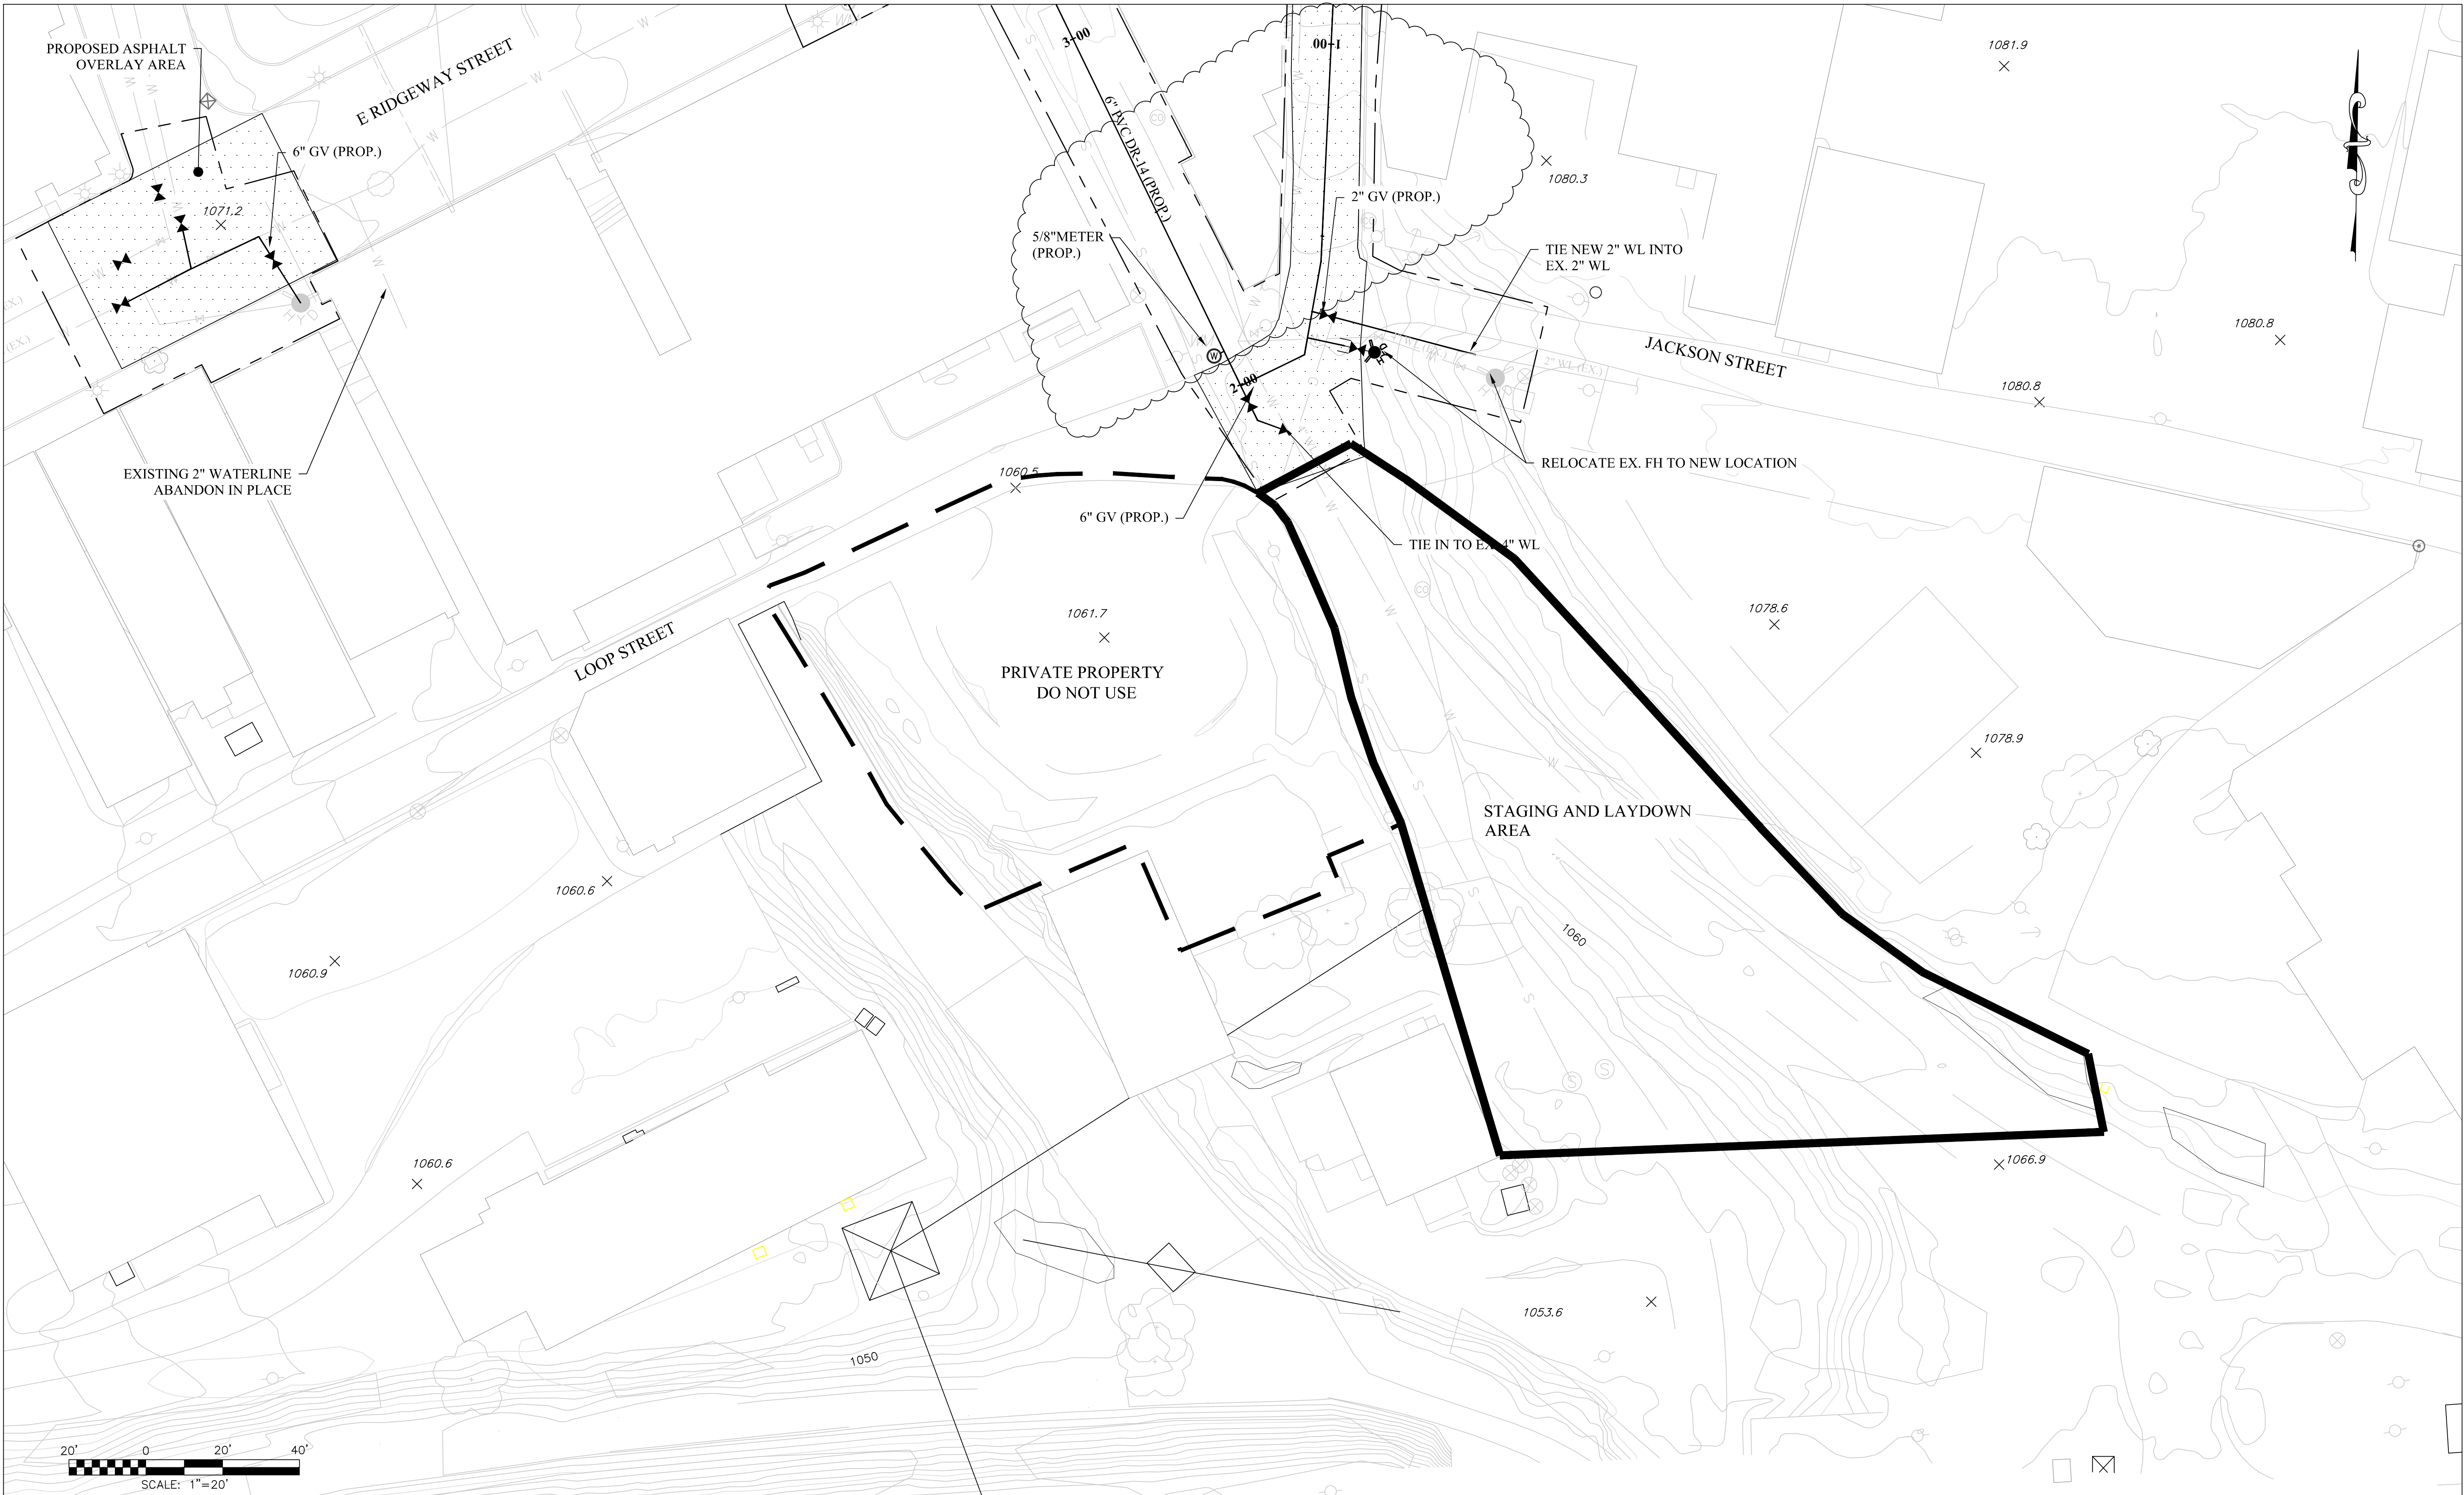 PROPOSED ASPHALT
OVERLAY AREA
E RIDGEWAY STREET
6" GV (PROP.)
1071.2
HYD
EXISTING 2" WATERLINE
ABANDON IN PLACE
3+00
1+00
6" PVC DR-14 (PROP.)
CO
1081.9
1080.3
2" GV (PROP.)
5/8"METER
(PROP.)
W
TIE NEW 2" WL INTO
EX. 2" WL
JACKSON STREET
1080.8
1080.8
2" WL (EX.)
2+00
RELOCATE EX. FH TO NEW LOCATION
6" GV (PROP.)
TIE IN TO EX. 4" WL
1060.5
LOOP STREET
1061.7
PRIVATE PROPERTY
DO NOT USE
CO
1078.6
1078.9
STAGING AND LAYDOWN
AREA
1060.6
1060
1060.9
S
S
1060.6
1066.9
1053.6
1050
20'
0
20'
40'
SCALE: 1"=20'